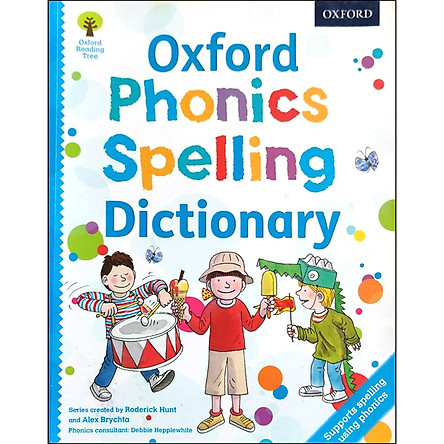 OXFORD
Oxford
Reading
Tree
Oxford
Phonics
Spelling
Dictionary
Series created by Roderick Hunt
and Alex Brychta
Phonics consultant: Debbie Hepplewhite
Supports spelling
using phonics